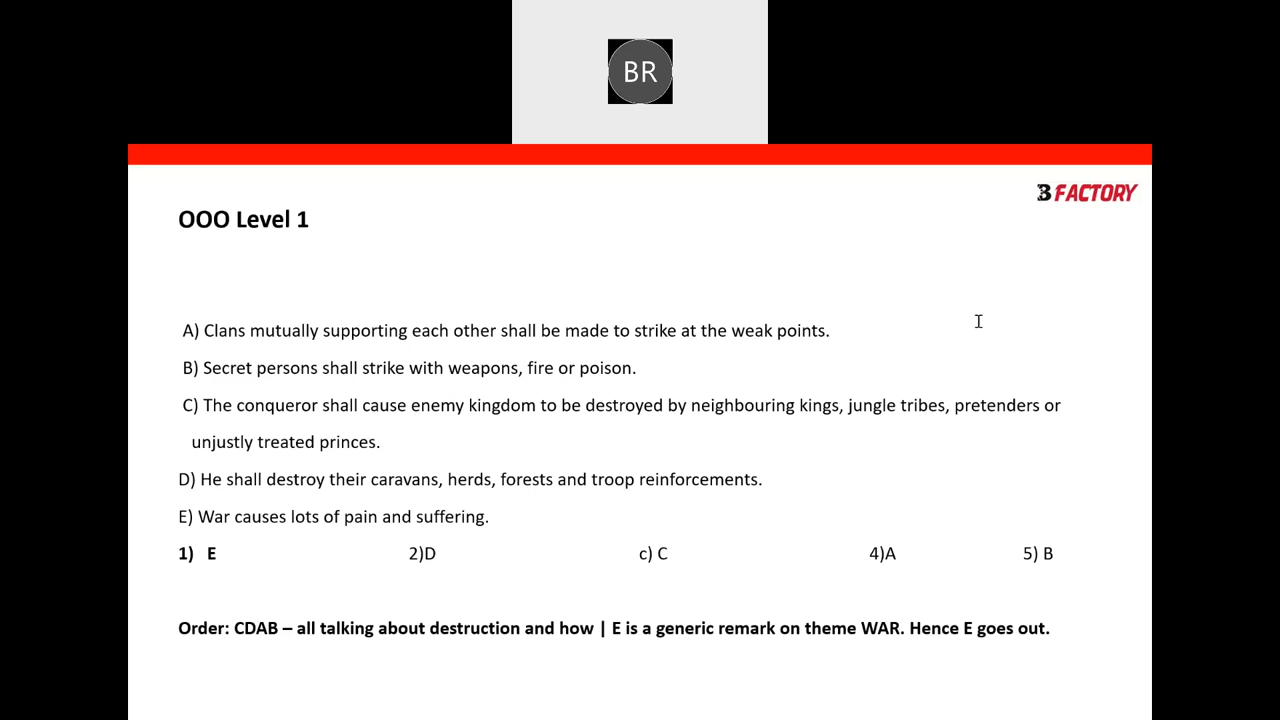 BR
3 FACTORY
OOO Level 1
A) Clans mutually supporting each other shall be made to strike at the weak points.
B) Secret persons shall strike with weapons, fire or poison.
C) The conqueror shall cause enemy kingdom to be destroyed by neighbouring kings, jungle tribes, pretenders or
unjustly treated princes.
D) He shall destroy their caravans, herds, forests and troop reinforcements.
E) War causes lots of pain and suffering.
1) E 2)D c) C 4)A 5) B
Order: CDAB – all talking about destruction and how | E is a generic remark on theme WAR. Hence E goes out.